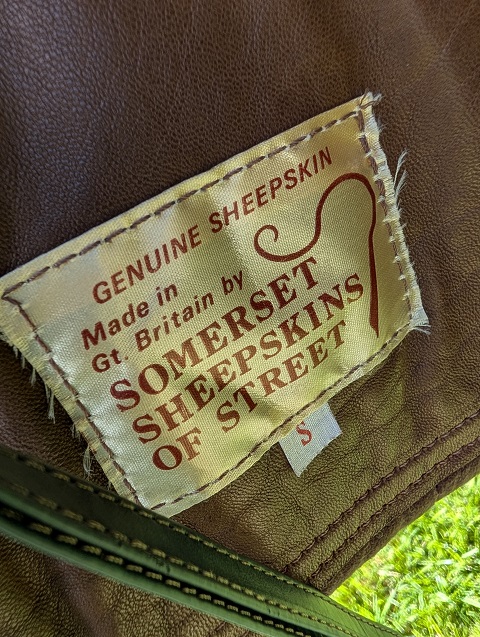 GENUINE SHEEPSKIN
Made in
Gt. Britain by
SOMERSET
SHEEPSKINS
OF STREET
S